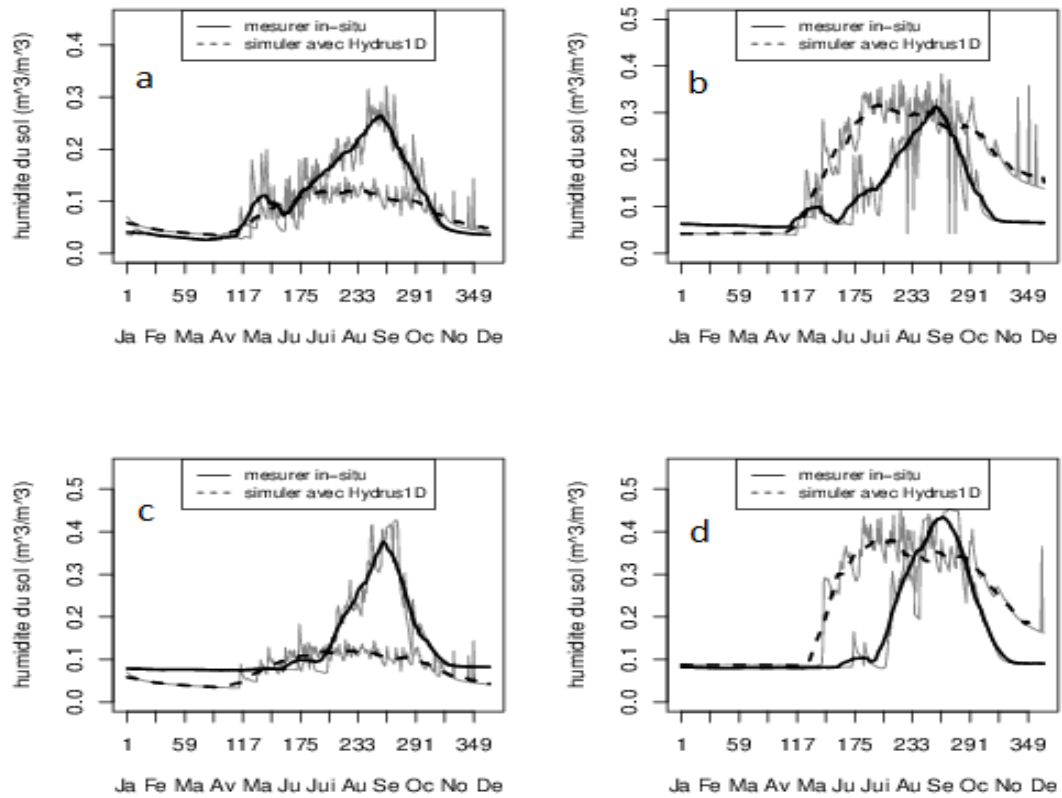 mesurer in-situ
simuler avec Hydrus1D
a
humidite du sol (m^3/m^3)
0.4
0.3
0.2
0.1
0.0
1 59 117 175 233 291 349
Ja Fe Ma Av Ma Ju Jui Au Se Oc No De
mesurer in-situ
simuler avec Hydrus1D
b
humidite du sol (m^3/m^3)
0.5
0.4
0.3
0.2
0.1
0.0
1 59 117 175 233 291 349
Ja Fe Ma Av Ma Ju Jui Au Se Oc No De
mesurer in-situ
simuler avec Hydrus1D
c
humidite du sol (m^3/m^3)
0.5
0.4
0.3
0.2
0.1
0.0
1 59 117 175 233 291 349
Ja Fe Ma Av Ma Ju Jui Au Se Oc No De
mesurer in-situ
simuler avec Hydrus1D
d
humidite du sol (m^3/m^3)
0.5
0.4
0.3
0.2
0.1
0.0
1 59 117 175 233 291 349
Ja Fe Ma Av Ma Ju Jui Au Se Oc No De